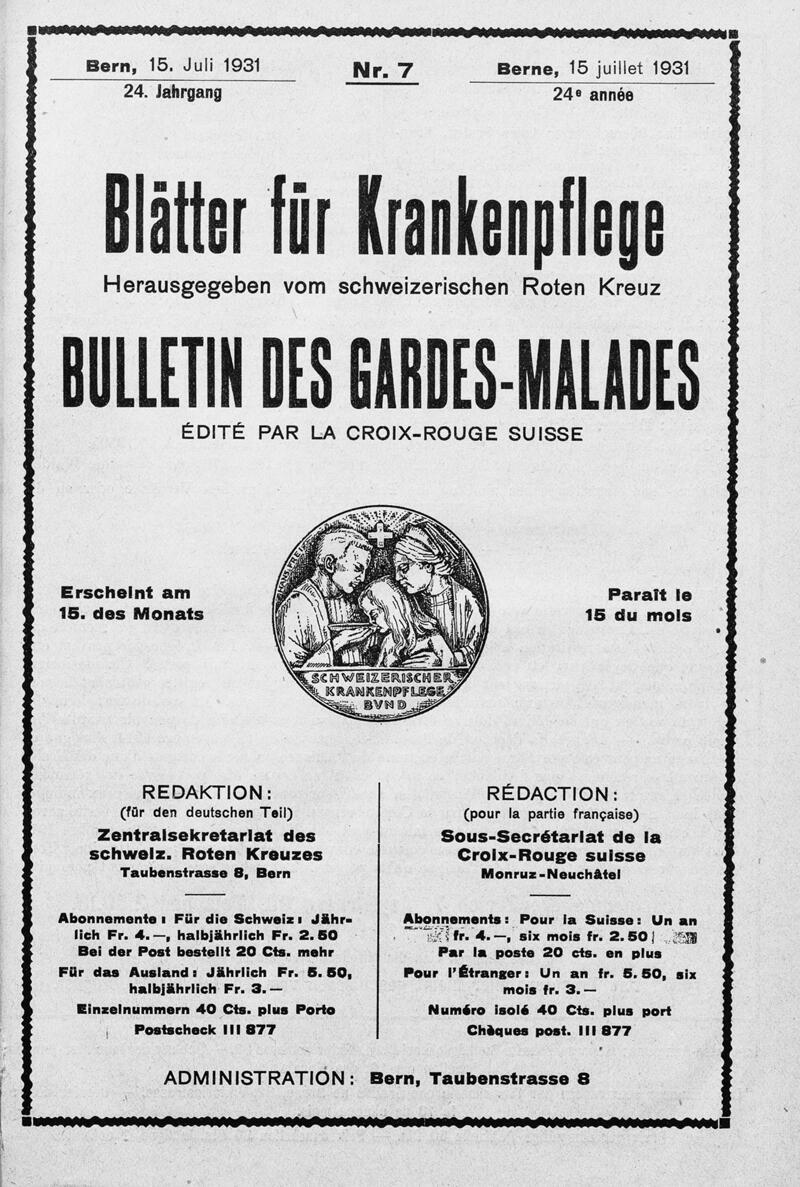 Bern, 15. Juli 1931
24. Jahrgang
Nr. 7
Berne, 15 juillet 1931
24e année
Blätter für Krankenpflege
Herausgegeben vom schweizerischen Roten Kreuz
BULLETIN DES GARDES-MALADES
ÉDITÉ PAR LA CROIX-ROUGE SUISSE
Erscheint am
15. des Monats
SCHWEIZERISCHER
KRANKENPFLEGE
BVND
Paraît le
15 du mois
REDAKTION:
(für den deutschen Teil)
Zentralsekretariat des
schweiz. Roten Kreuzes
Taubenstrasse 8, Bern
Abonnemente: Für die Schweiz: Jähr-
lich Fr. 4.—, halbjährlich Fr. 2.50
Bei der Post bestellt 20 Cts. mehr
Für das Ausland: Jährlich Fr. 5.50,
halbjährlich Fr. 3.—
Einzelnummern 40 Cts. plus Porto
Postscheck III 877
RÉDACTION:
(pour la partie française)
Sous-Secrétariat de la
Croix-Rouge suisse
Monruz-Neuchâtel
Abonnements: Pour la Suisse: Un an
fr. 4.—, six mois fr. 2.50
Par la poste 20 cts. en plus
Pour l'Étranger: Un an fr. 5.50, six
mois fr. 3.—
Numéro isolé 40 Cts. plus port
Chèques post. III 877
ADMINISTRATION: Bern, Taubenstrasse 8